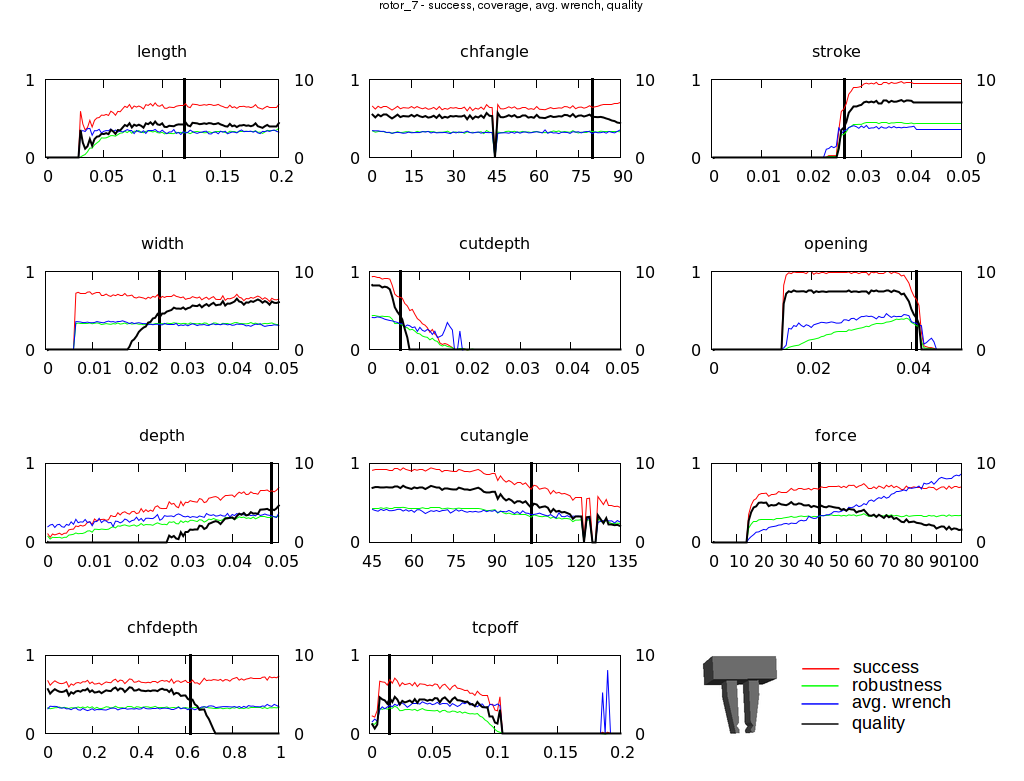 rotor_7 - success, coverage, avg. wrench, quality
length chfangle stroke
1 10 1 10 1 10
0 0 0 0 0 0
0 0.05 0.1 0.15 0.2 0 15 30 45 60 75 90 0 0.01 0.02 0.03 0.04 0.05
width cutdepth opening
1 10 1 10 1 10
0 0 0 0 0 0
0 0.01 0.02 0.03 0.04 0.05 0 0.01 0.02 0.03 0.04 0.05 0 0.02 0.04
depth cutangle force
1 10 1 10 1 10
0 0 0 0 0 0
0 0.01 0.02 0.03 0.04 0.05 45 60 75 90 105 120 135 0 10 20 30 40 50 60 70 80 90100
chfdepth tcpoff
1 10 1 10
success
robustness
avg. wrench
quality
0 0 0 0
0 0.2 0.4 0.6 0.8 1 0 0.05 0.1 0.15 0.2